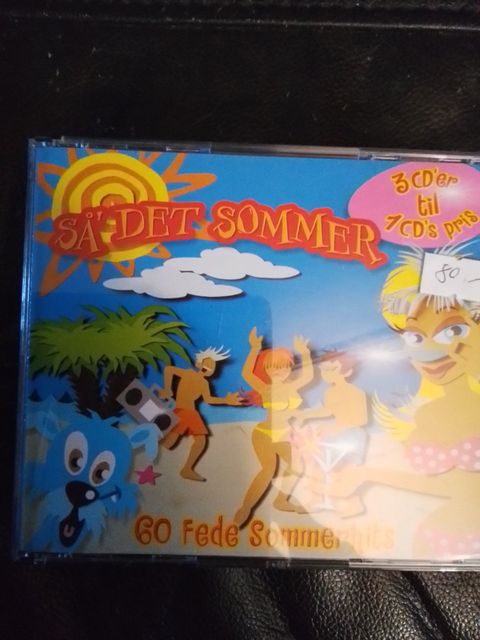 SÅ' DET SOMMER
3 CD'er
til
1 CD's pris
80,-
60 Fede Sommerhits